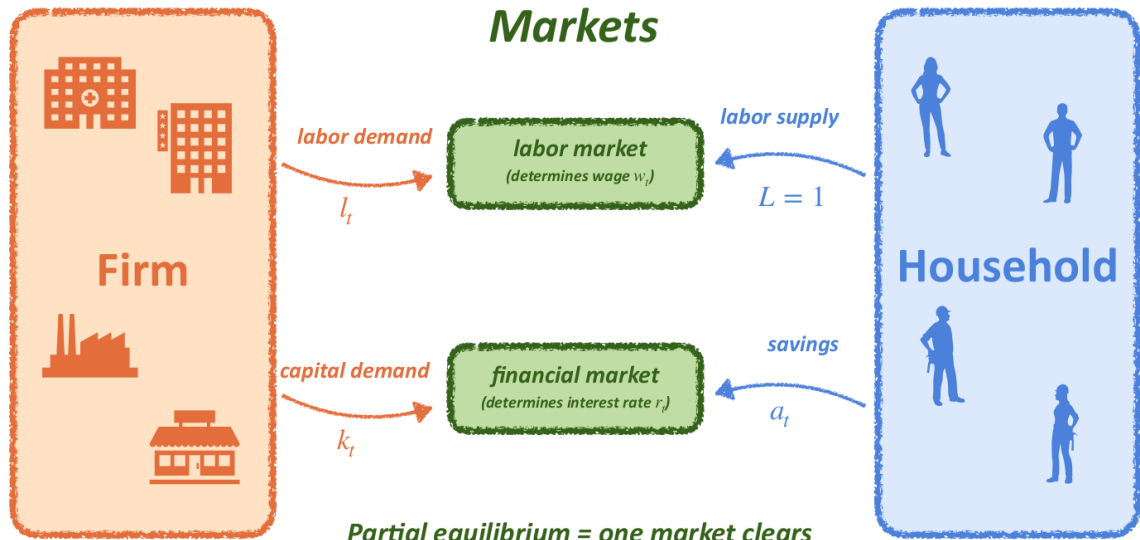 Markets
labor demand
l_t
labor market
(determines wage w_t)
labor supply
L = 1
Firm
Household
capital demand
k_t
financial market
(determines interest rate r_t)
savings
a_t
Partial equilibrium = one market clears